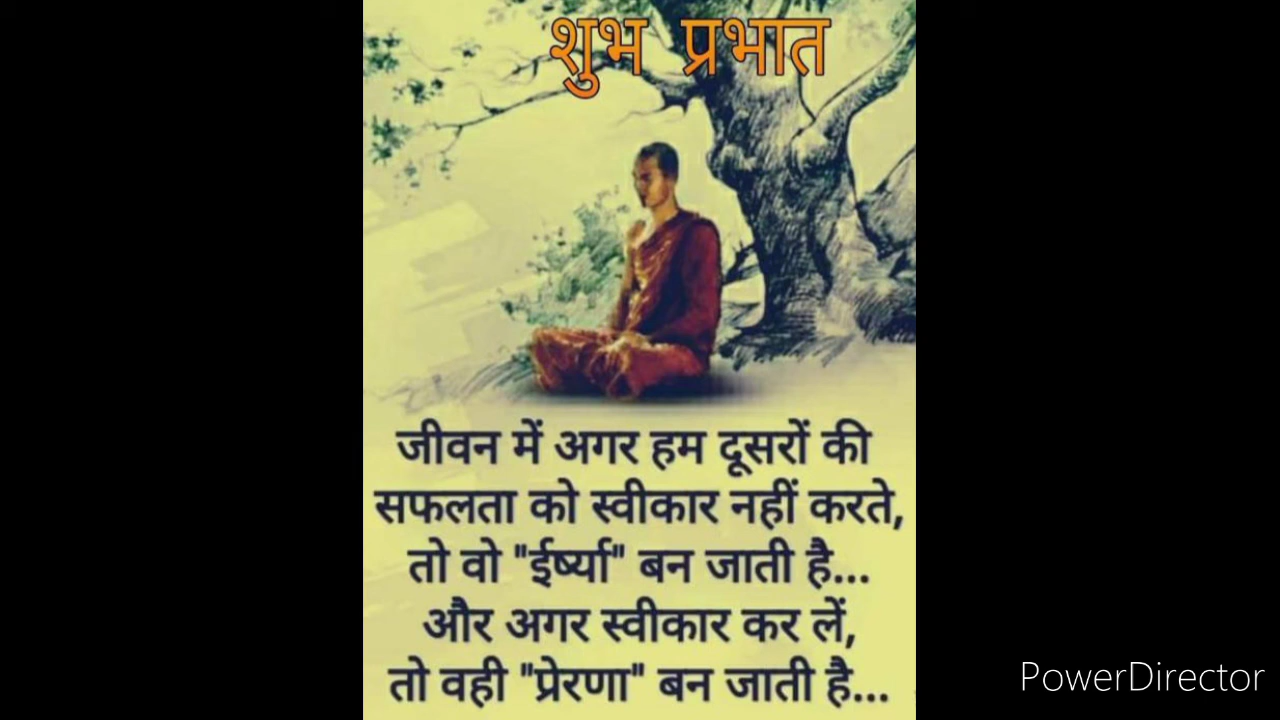 शुभ प्रभात
जीवन में अगर हम दूसरों की
सफलता को स्वीकार नहीं करते,
तो वो "ईर्ष्या" बन जाती है...
और अगर स्वीकार कर लें,
तो वही "प्रेरणा" बन जाती है...
PowerDirector